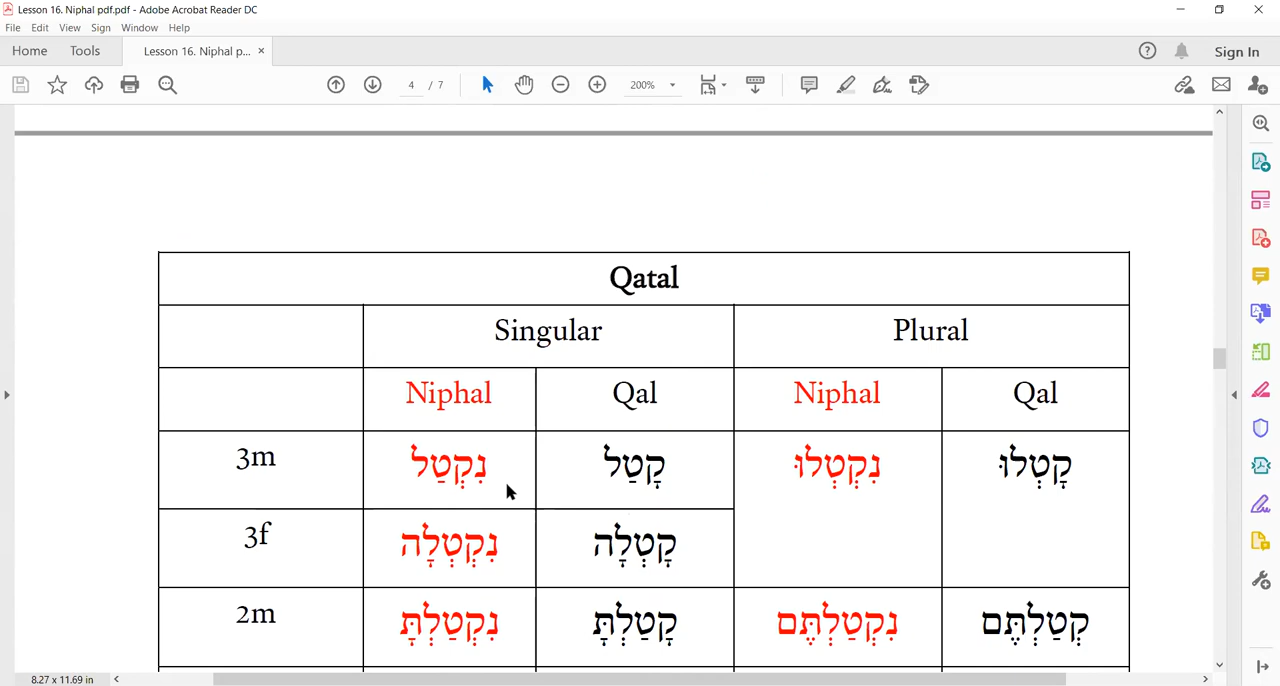 Lesson 16. Niphal pdf.pdf - Adobe Acrobat Reader DC
File Edit View Sign Window Help
Home Tools Lesson 16. Niphal p... × Sign In
4 / 7 200%
Qatal
Singular Plural
Niphal Qal Niphal Qal
3m נִקְטַל קָטַל נִקְטְלוּ קָטְלוּ
3f נִקְטְלָה קָטְלָה
2m נִקְטַלְתָּ קָטַלְתָּ נִקְטַלְתֶּם קְטַלְתֶּם
8.27 x 11.69 in